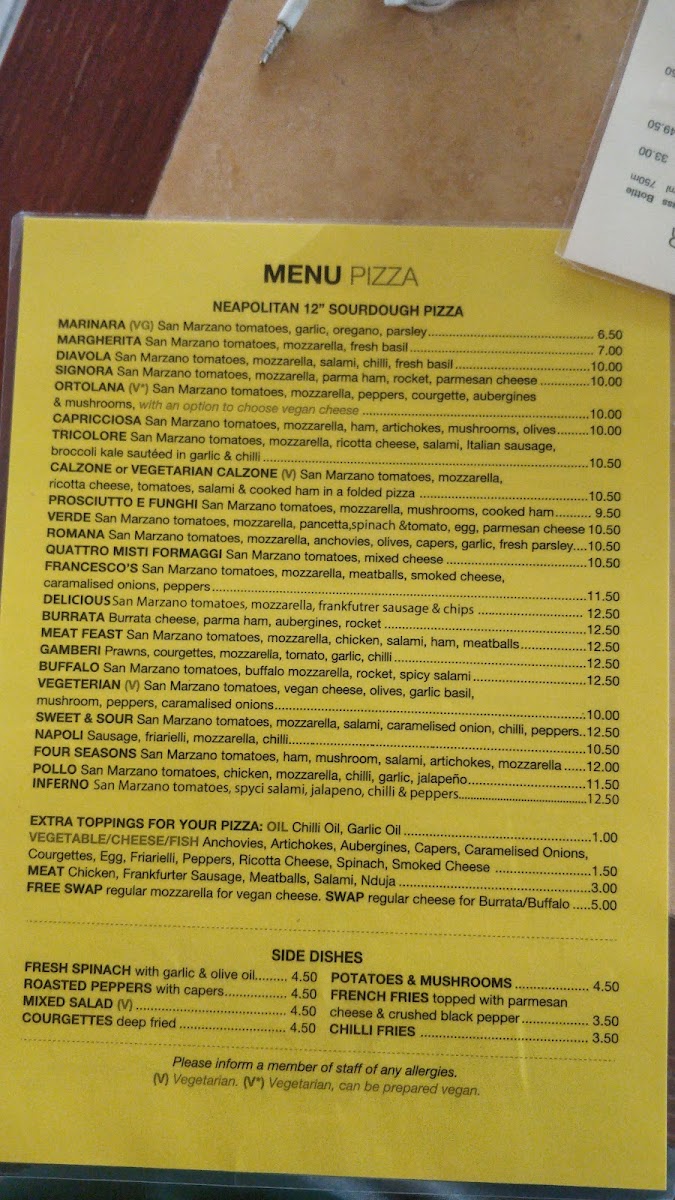 50
49.50
33.00
ml 750m
ss Bottle
MENU PIZZA
NEAPOLITAN 12" SOURDOUGH PIZZA
MARINARA (VG) San Marzano tomatoes, garlic, oregano, parsley 6.50
MARGHERITA San Marzano tomatoes, mozzarella, fresh basil 7.00
DIAVOLA San Marzano tomatoes, mozzarella, salami, chilli, fresh basil 10.00
SIGNORA San Marzano tomatoes, mozzarella, parma ham, rocket, parmesan cheese 10.00
ORTOLANA (V*) San Marzano tomatoes, mozzarella, peppers, courgette, aubergines
& mushrooms, with an option to choose vegan cheese 10.00
CAPRICCIOSA San Marzano tomatoes, mozzarella, ham, artichokes, mushrooms, olives 10.00
TRICOLORE San Marzano tomatoes, mozzarella, ricotta cheese, salami, Italian sausage,
broccoli kale sautéed in garlic & chilli 10.50
CALZONE or VEGETARIAN CALZONE (V) San Marzano tomatoes, mozzarella,
ricotta cheese, tomatoes, salami & cooked ham in a folded pizza 10.50
PROSCIUTTO E FUNGHI San Marzano tomatoes, mozzarella, mushrooms, cooked ham 9.50
VERDE San Marzano tomatoes, mozzarella, pancetta,spinach &tomato, egg, parmesan cheese 10.50
ROMANA San Marzano tomatoes, mozzarella, anchovies, olives, capers, garlic, fresh parsley 10.50
QUATTRO MISTI FORMAGGI San Marzano tomatoes, mixed cheese 10.50
FRANCESCO'S San Marzano tomatoes, mozzarella, meatballs, smoked cheese,
caramalised onions, peppers 11.50
DELICIOUS San Marzano tomatoes, mozzarella, frankfutrer sausage & chips 12.50
BURRATA Burrata cheese, parma ham, aubergines, rocket 12.50
MEAT FEAST San Marzano tomatoes, mozzarella, chicken, salami, ham, meatballs 12.50
GAMBERI Prawns, courgettes, mozzarella, tomato, garlic, chilli 12.50
BUFFALO San Marzano tomatoes, buffalo mozzarella, rocket, spicy salami 12.50
VEGETERIAN (V) San Marzano tomatoes, vegan cheese, olives, garlic basil,
mushroom, peppers, caramalised onions 10.00
SWEET & SOUR San Marzano tomatoes, mozzarella, salami, caramelised onion, chilli, peppers 12.50
NAPOLI Sausage, friarielli, mozzarella, chilli 10.50
FOUR SEASONS San Marzano tomatoes, ham, mushroom, salami, artichokes, mozzarella 12.00
POLLO San Marzano tomatoes, chicken, mozzarella, chilli, garlic, jalapeño 11.50
INFERNO San Marzano tomatoes, spyci salami, jalapeno, chilli & peppers 12.50
EXTRA TOPPINGS FOR YOUR PIZZA: OIL Chilli Oil, Garlic Oil 1.00
VEGETABLE/CHEESE/FISH Anchovies, Artichokes, Aubergines, Capers, Caramelised Onions,
Courgettes, Egg, Friarielli, Peppers, Ricotta Cheese, Spinach, Smoked Cheese 1.50
MEAT Chicken, Frankfurter Sausage, Meatballs, Salami, Nduja 3.00
FREE SWAP regular mozzarella for vegan cheese. SWAP regular cheese for Burrata/Buffalo 5.00
SIDE DISHES
FRESH SPINACH with garlic & olive oil 4.50
ROASTED PEPPERS with capers 4.50
MIXED SALAD (V) 4.50
COURGETTES deep fried 4.50
POTATOES & MUSHROOMS 4.50
FRENCH FRIES topped with parmesan
cheese & crushed black pepper 3.50
CHILLI FRIES 3.50
Please inform a member of staff of any allergies.
(V) Vegetarian. (V*) Vegetarian, can be prepared vegan.